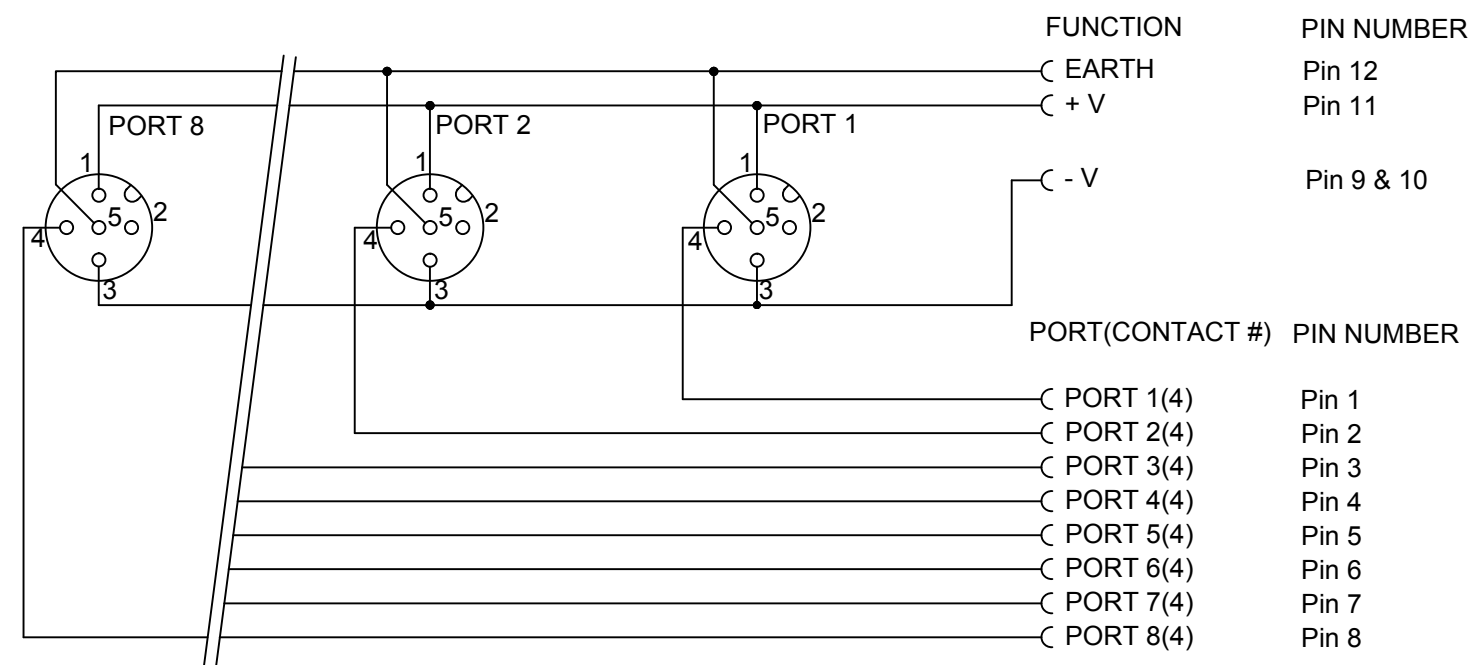 FUNCTION PIN NUMBER
EARTH Pin 12
+ V Pin 11
PORT 8 PORT 2 PORT 1
1 1 1
2 2 2
5 5 5
4 4 4
3 3 3
- V Pin 9 & 10
PORT(CONTACT #) PIN NUMBER
PORT 1(4) Pin 1
PORT 2(4) Pin 2
PORT 3(4) Pin 3
PORT 4(4) Pin 4
PORT 5(4) Pin 5
PORT 6(4) Pin 6
PORT 7(4) Pin 7
PORT 8(4) Pin 8